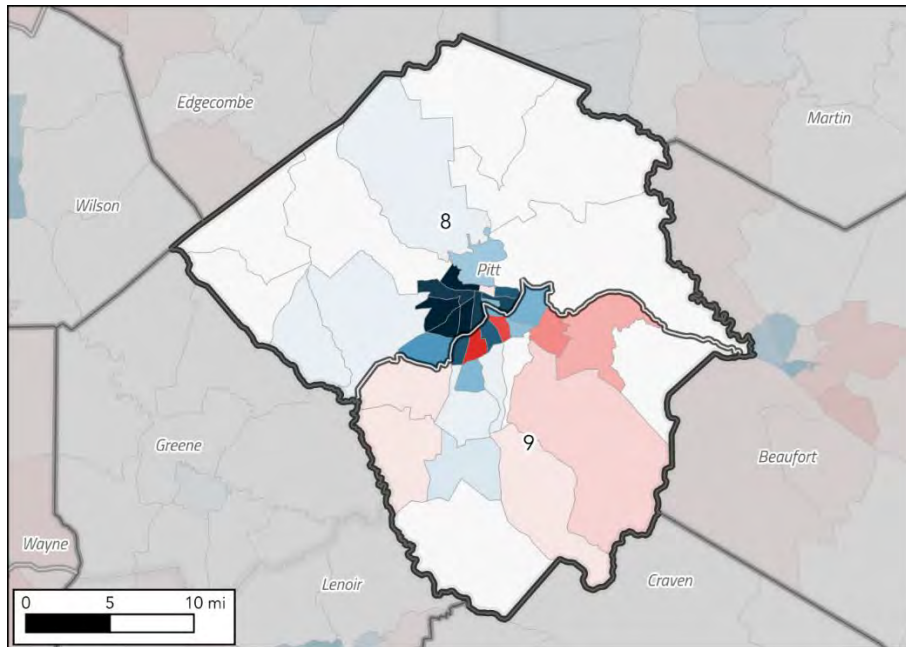 Edgecombe
Martin
Wilson
8
Pitt
Greene
9
Beaufort
Wayne
Lenoir
Craven
0 5 10 mi